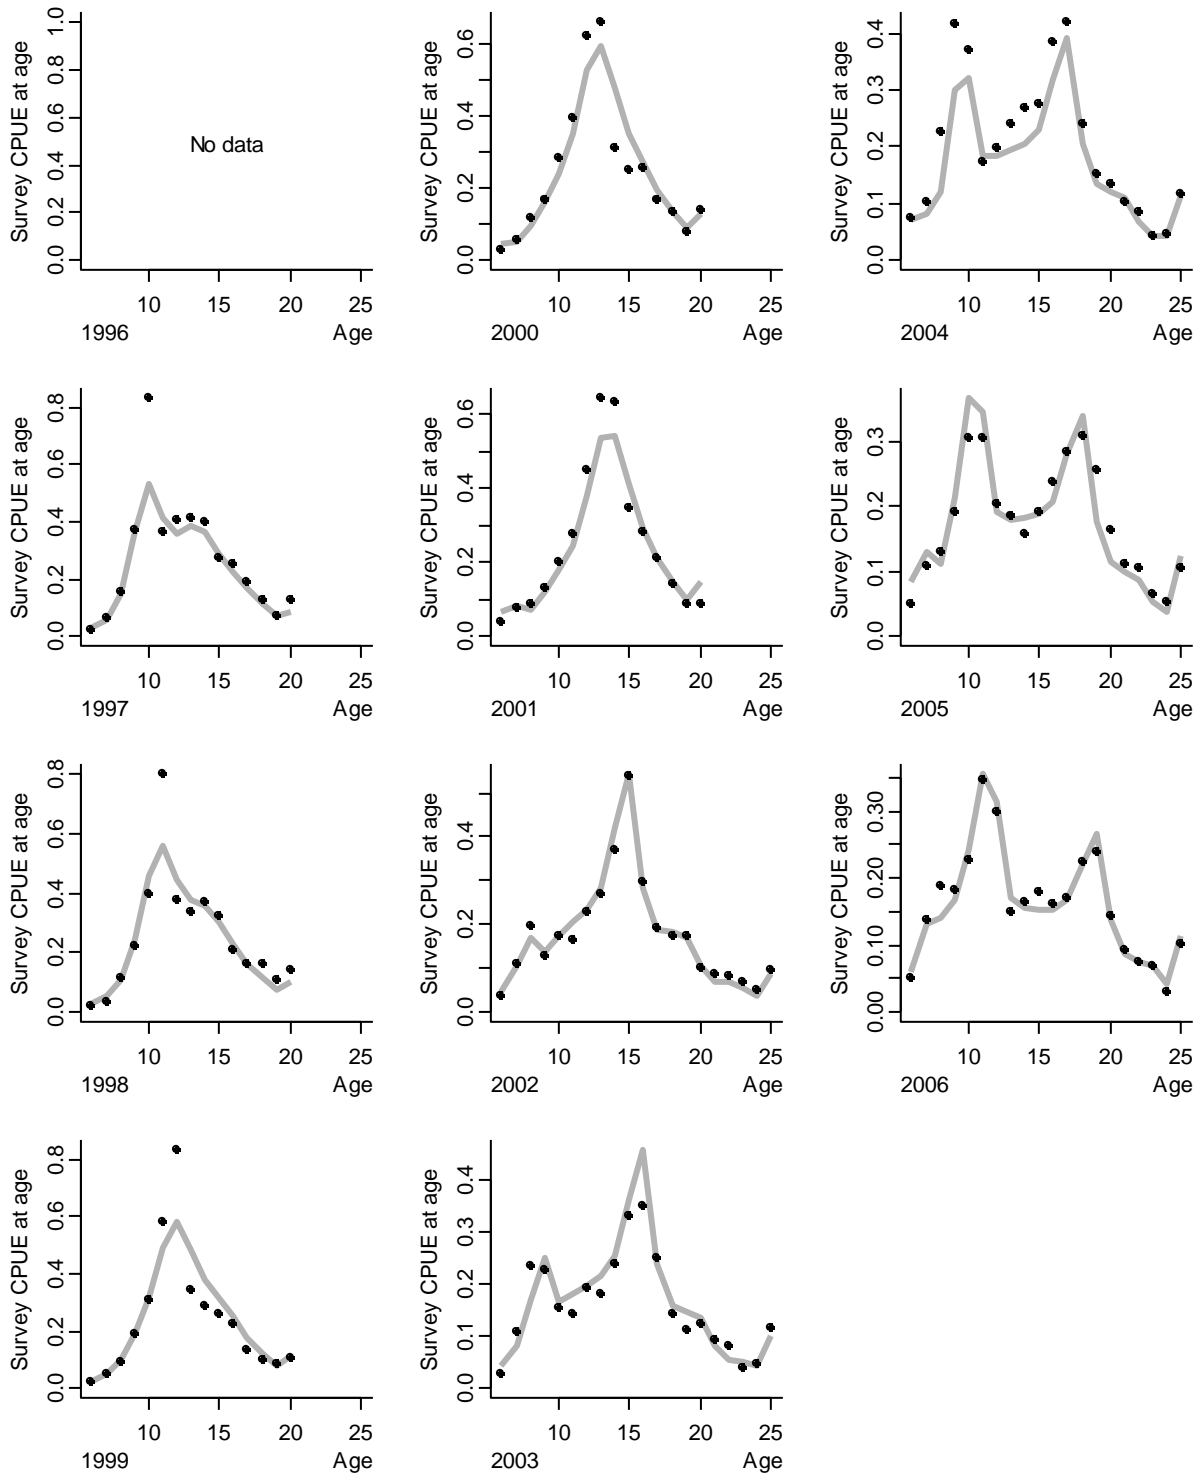 Survey CPUE at age
0.0 0.2 0.4 0.6 0.8 1.0
No data
10 15 20 25
1996 Age
Survey CPUE at age
0.0 0.2 0.4 0.6
10 15 20 25
2000 Age
Survey CPUE at age
0.0 0.1 0.2 0.3 0.4
10 15 20 25
2004 Age
Survey CPUE at age
0.0 0.2 0.4 0.6 0.8
10 15 20 25
1997 Age
Survey CPUE at age
0.0 0.2 0.4 0.6
10 15 20 25
2001 Age
Survey CPUE at age
0.0 0.1 0.2 0.3
10 15 20 25
2005 Age
Survey CPUE at age
0.0 0.2 0.4 0.6 0.8
10 15 20 25
1998 Age
Survey CPUE at age
0.0 0.2 0.4
10 15 20 25
2002 Age
Survey CPUE at age
0.00 0.10 0.20 0.30
10 15 20 25
2006 Age
Survey CPUE at age
0.0 0.2 0.4 0.6 0.8
10 15 20 25
1999 Age
Survey CPUE at age
0.0 0.1 0.2 0.3 0.4
10 15 20 25
2003 Age